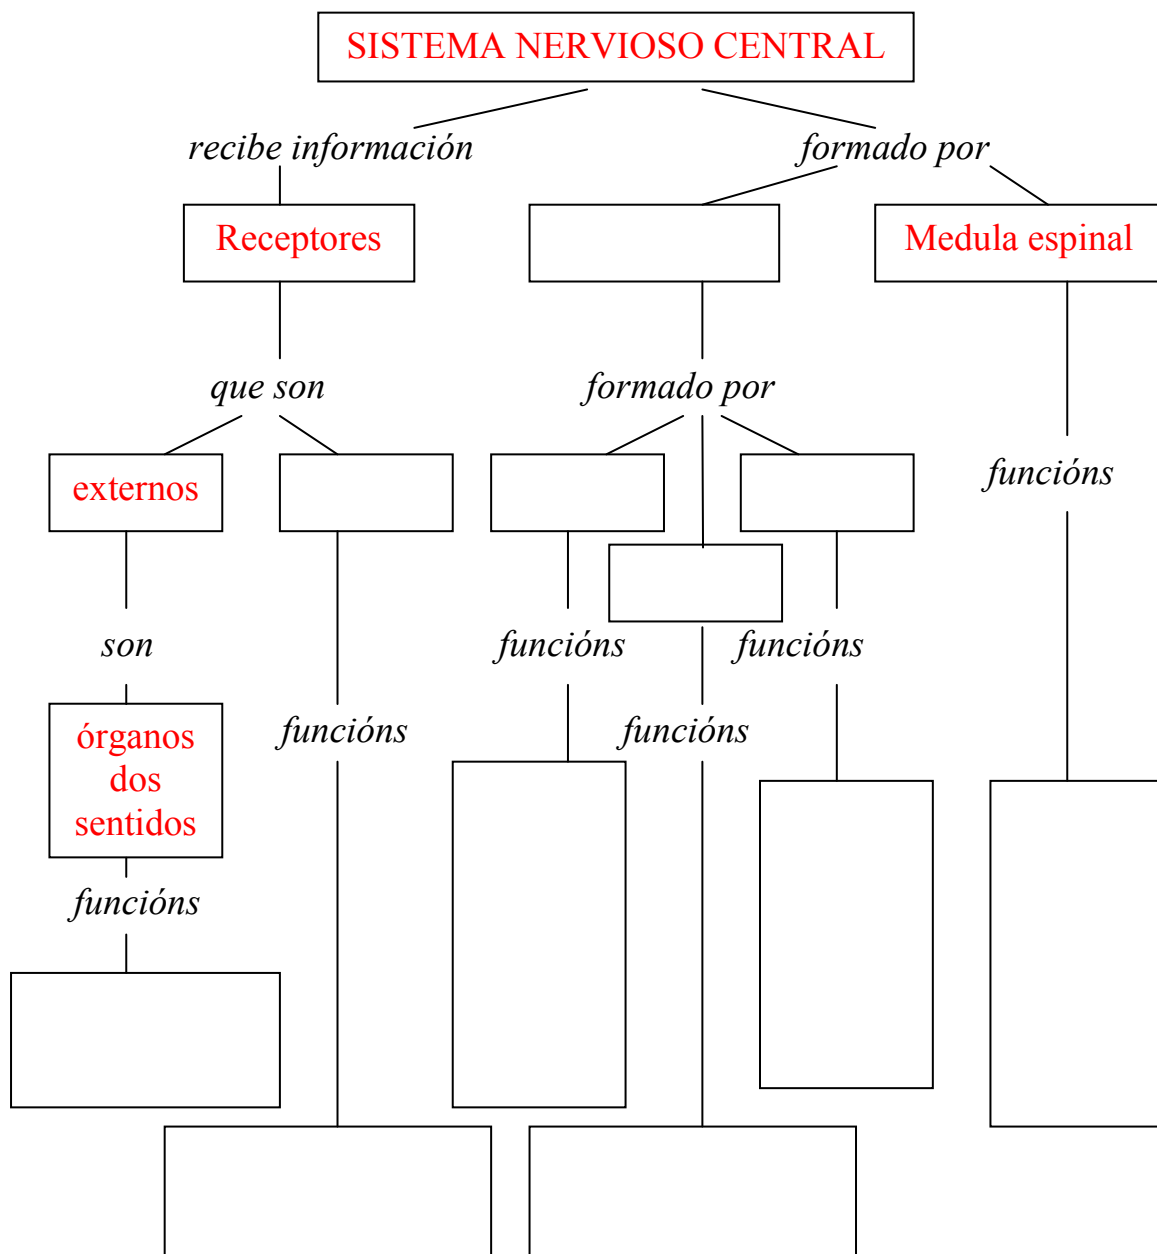 SISTEMA NERVIOSO CENTRAL
recibe información
formado por
Receptores
Medula espinal
que son
formado por
externos
funcións
son
funcións
funcións
órganos
dos
sentidos
funcións
funcións
funcións